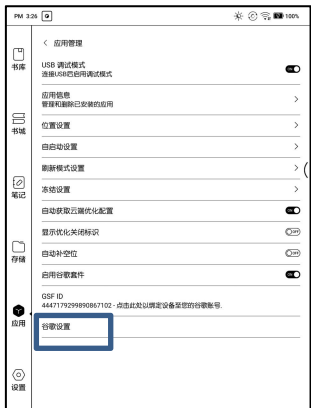 PM 3:26
100%
应用管理
USB 调试模式
ON
连接USB后启用调试模式
书库
应用信息
管理和删除已安装的应用
位置设置
书城
自启动设置
刷新模式设置
冻结设置
笔记
自动获取云端优化配置
ON
显示优化关闭标识
OFF
自动补空位
OFF
存储
启用谷歌套件
ON
GSF ID
4447179299890867102 - 点击此处以绑定设备至您的谷歌账号.
应用
谷歌设置
设置